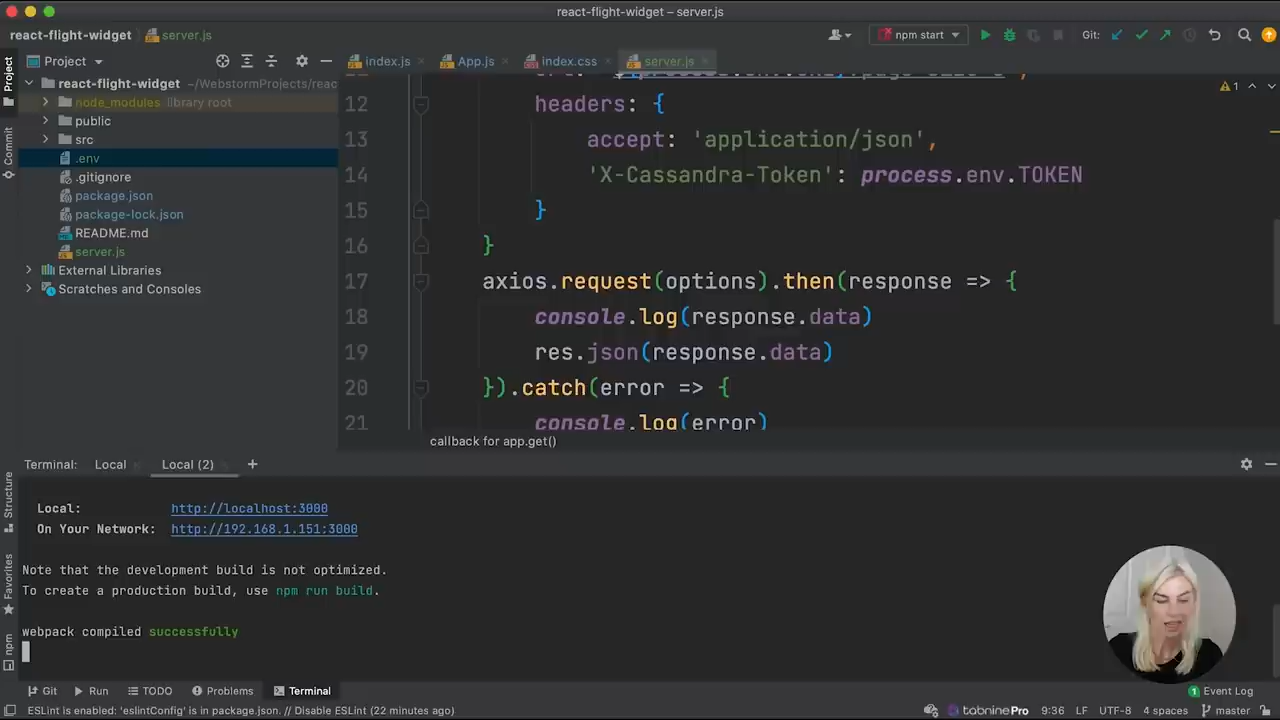 react-flight-widget – server.js
react-flight-widget server.js
npm start
Git:
Project
index.js
App.js
index.css
server.js
Project
Commit
Structure
Favorites
npm
react-flight-widget ~/WebstormProjects/reac
node_modules library root
public
src
.env
.gitignore
package.json
package-lock.json
README.md
server.js
External Libraries
Scratches and Consoles
1
12 headers: {
13 accept: 'application/json',
14 'X-Cassandra-Token': process.env.TOKEN
15 }
16 }
17 axios.request(options).then(response => {
18 console.log(response.data)
19 res.json(response.data)
20 }).catch(error => {
21 console.log(error)
callback for app.get()
Terminal: Local Local (2) +
Local: http://localhost:3000
On Your Network: http://192.168.1.151:3000
Note that the development build is not optimized.
To create a production build, use npm run build.
webpack compiled successfully
Git Run TODO Problems Terminal
1 Event Log
ESLint is enabled: 'eslintConfig' is in package.json. // Disable ESLint (22 minutes ago)
tabninePro 9:36 LF UTF-8 4 spaces master